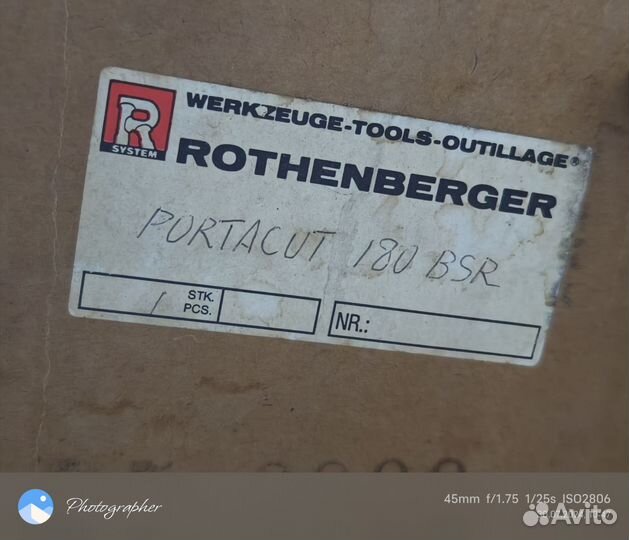 WERKZEUGE-TOOLS-OUTILLAGE®
R
SYSTEM
ROTHENBERGER
PORTACUT 180 BSR
1 STK.
PCS.
NR.:
Photographer
45mm f/1.75 1/25s ISO2806
Avito